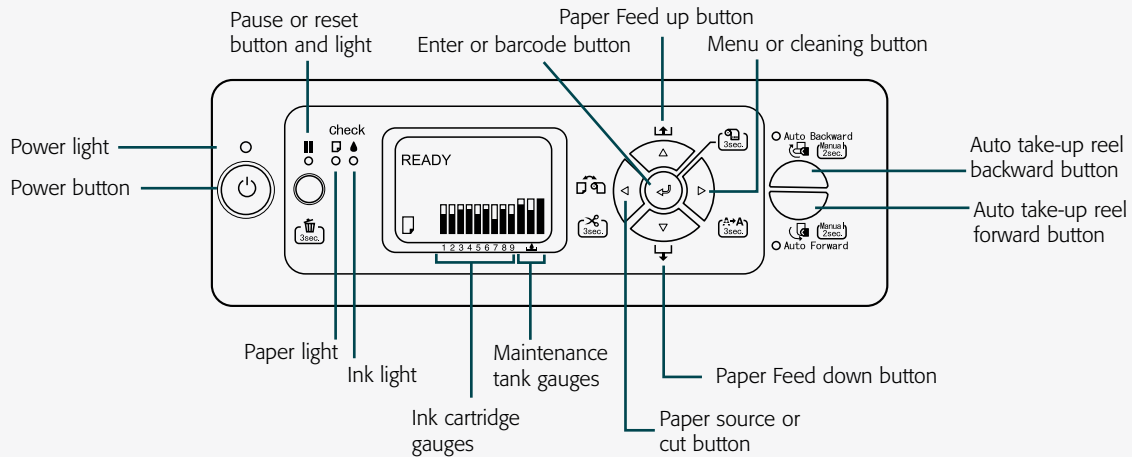 Pause or reset
button and light
Paper Feed up button
Enter or barcode button
Menu or cleaning button
Power light
Power button
Check
READY
1 2 3 4 5 6 7 8 9
3sec.
3sec.
3sec.
A→A
3sec.
Auto Backward
Manual
2sec.
Manual
2sec.
Auto Forward
Auto take-up reel
backward button
Auto take-up reel
forward button
Paper light
Ink light
Ink cartridge
gauges
Maintenance
tank gauges
Paper Feed down button
Paper source or
cut button